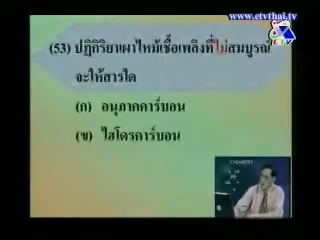 www.etvthai.tv
ETV
(53) ปฏิกิริยาเผาไหม้เชื้อเพลิงที่ไม่สมบูรณ์
จะให้สารใด
(ก) อนุภาคคาร์บอน
(ข) ไฮโดรคาร์บอน
CHEMISTRY